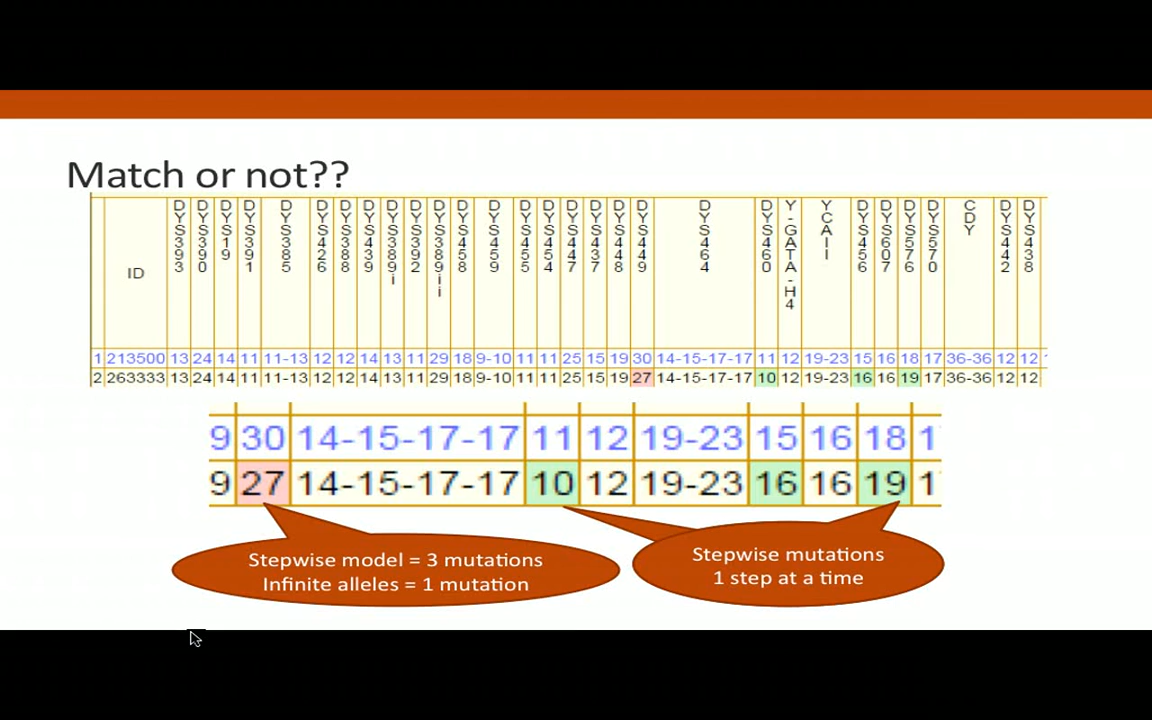 Match or not??
ID DYS393 DYS390 DYS19 DYS391 DYS385 DYS426 DYS388 DYS439 DYS389i DYS392 DYS389ii DYS458 DYS459 DYS455 DYS454 DYS447 DYS437 DYS448 DYS449 DYS464 DYS460 Y-GATA-H4 YCAII DYS456 DYS607 DYS576 DYS570 CDY DYS442 DYS438
1 213500 13 24 14 11 11-13 12 12 14 13 11 29 18 9-10 11 11 25 15 19 30 14-15-17-17 11 12 19-23 15 16 18 17 36-36 12 12
2 263333 13 24 14 11 11-13 12 12 14 13 11 29 18 9-10 11 11 25 15 19 27 14-15-17-17 10 12 19-23 16 16 19 17 36-36 12 12
9 30 14-15-17-17 11 12 19-23 15 16 18 1
9 27 14-15-17-17 10 12 19-23 16 16 19 1
Stepwise model = 3 mutations
Infinite alleles = 1 mutation
Stepwise mutations
1 step at a time